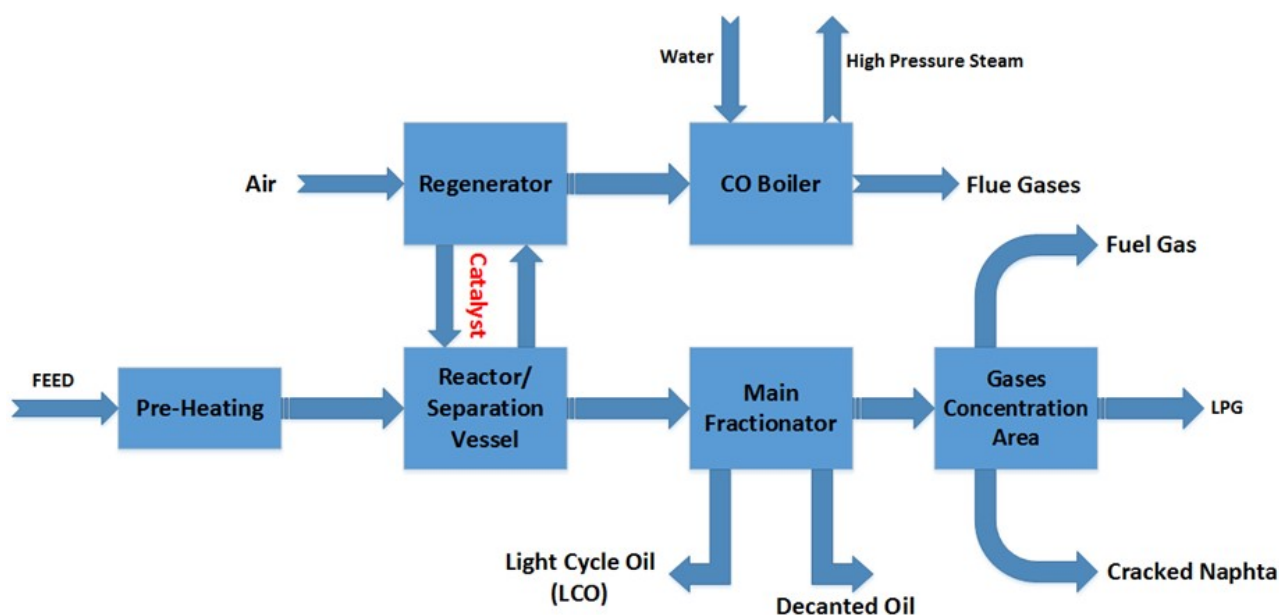 Water
High Pressure Steam
Air
Regenerator
CO Boiler
Flue Gases
Fuel Gas
Catalyst
FEED
Pre-Heating
Reactor/
Separation
Vessel
Main
Fractionator
Gases
Concentration
Area
LPG
Light Cycle Oil
(LCO)
Decanted Oil
Cracked Naphta